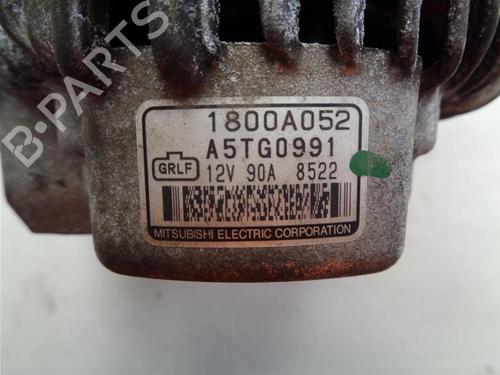 B-PARTS
1800A052
A5TG0991
GRLF
12V 90A 8522
MITSUBISHI ELECTRIC CORPORATION